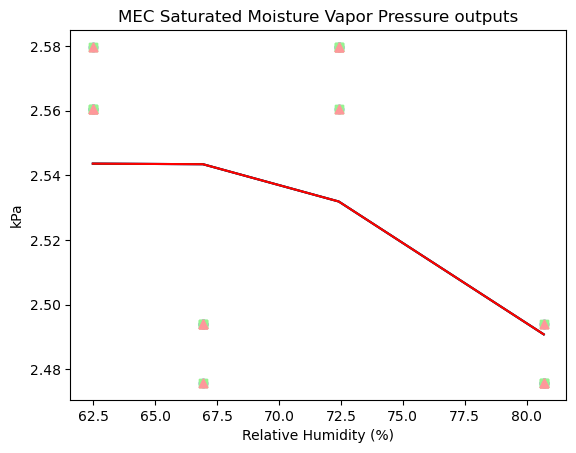 MEC Saturated Moisture Vapor Pressure outputs
2.58
2.56
2.54
2.52
2.50
2.48
kPa
62.5 65.0 67.5 70.0 72.5 75.0 77.5 80.0
Relative Humidity (%)